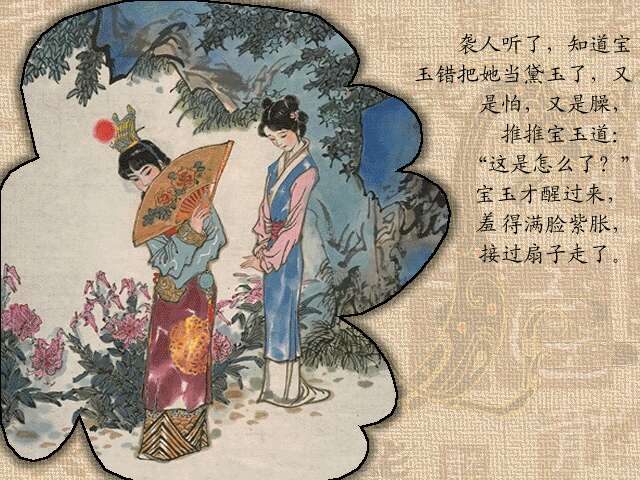 袭人听了，知道宝
玉错把她当黛玉了，又
是怕，又是臊，
推推宝玉道：
“这是怎么了？”
宝玉才醒过来，
羞得满脸紫胀，
接过扇子走了。